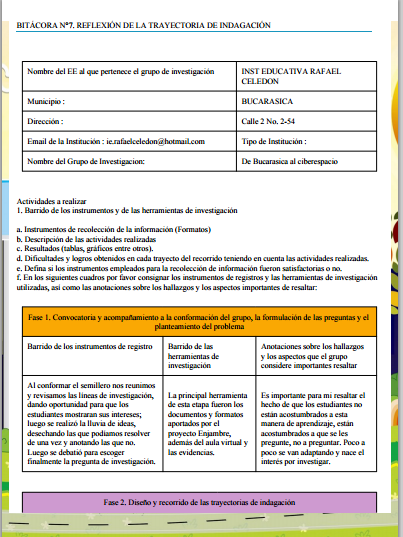 BITÁCORA Nº7. REFLEXIÓN DE LA TRAYECTORIA DE INDAGACIÓN
Nombre del EE al que pertenece el grupo de investigación
INST EDUCATIVA RAFAEL
CELEDON
Municipio :
BUCARASICA
Dirección :
Calle 2 No. 2-54
Email de la Institución : ie.rafaelceledon@hotmail.com
Tipo de Institución :
Nombre del Grupo de Investigacion:
De Bucarasica al ciberespacio
Actividades a realizar
1. Barrido de los instrumentos y de las herramientas de investigación
a. Instrumentos de recolección de la información (Formatos)
b. Descripción de las actividades realizadas
c. Resultados (tablas, gráficos entre otros).
d. Dificultades y logros obtenidos en cada trayecto del recorrido teniendo en cuenta las actividades realizadas.
e. Defina si los instrumentos empleados para la recolección de información fueron satisfactorias o no.
f. En los siguientes cuadros por favor consignar los instrumentos de registros y las herramientas de investigación
utilizadas, así como las anotaciones sobre los hallazgos y los aspectos importantes de resaltar:
Fase 1. Convocatoria y acompañamiento a la conformación del grupo, la formulación de las preguntas y el
planteamiento del problema
Barrido de los instrumentos de registro
Barrido de las
herramientas de
investigación
Anotaciones sobre los hallazgos
y los aspectos que el grupo
considere importantes resaltar
Al conformar el semillero nos reunimos
y revisamos las lineas de investigación,
dando oportunidad para que los
estudiantes mostraran sus intereses;
luego se realizó la lluvia de ideas,
desechando las que podiamos resolver
de una vez y anotando las que no.
Luego se debatió para escoger
finalmente la pregunta de investigación.
La principal herramienta
de esta etapa fueron los
documentos y formatos
aportados por el
proyecto Enjambre,
además del aula virtual y
las evidencias.
Es importante para mi resaltar el
hecho de que los estudiantes no
están acostumbrados a esta
manera de aprendizaje, están
acostumbrados a que se les
pregunte, no a preguntar. Poco a
poco se van adaptando y nace el
interés por investigar.
Fase 2. Diseño y recorrido de las trayectorias de indagación